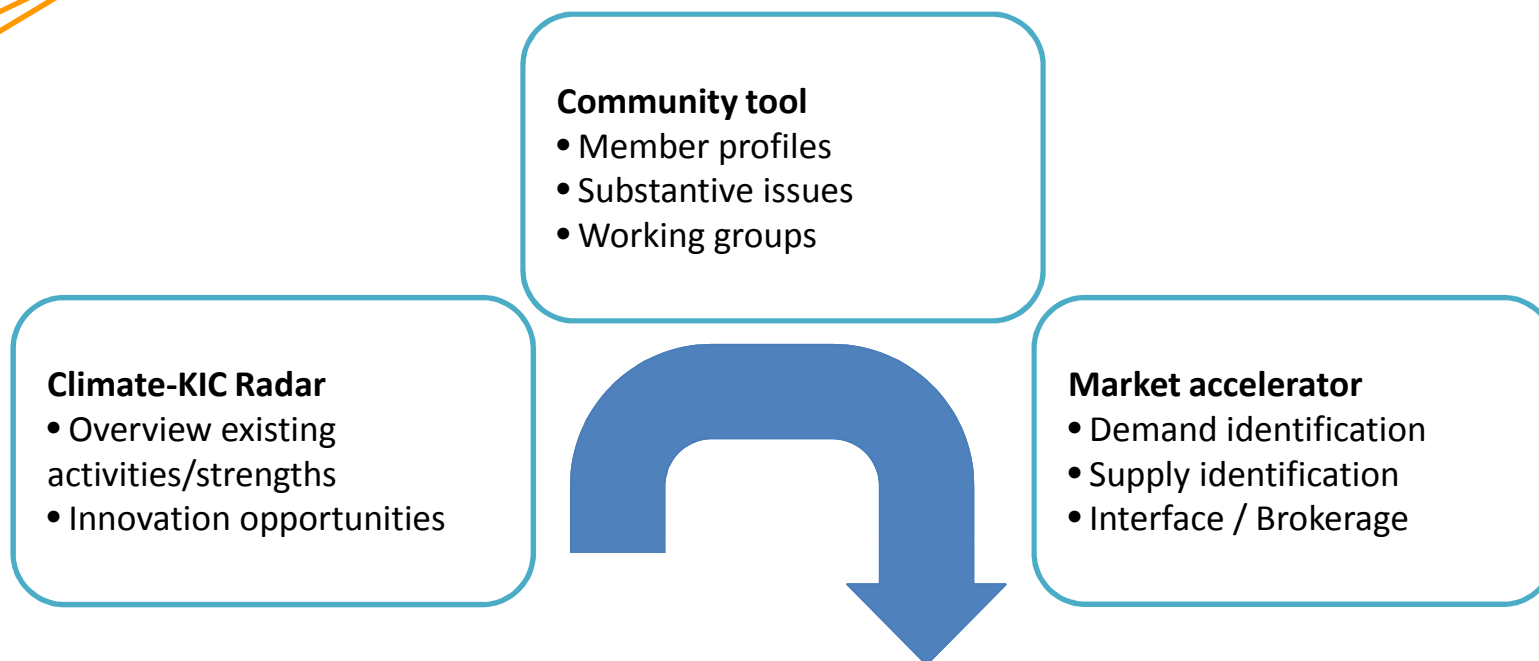 Community tool
• Member profiles
• Substantive issues
• Working groups
Climate-KIC Radar
• Overview existing
activities/strengths
• Innovation opportunities
Market accelerator
• Demand identification
• Supply identification
• Interface / Brokerage